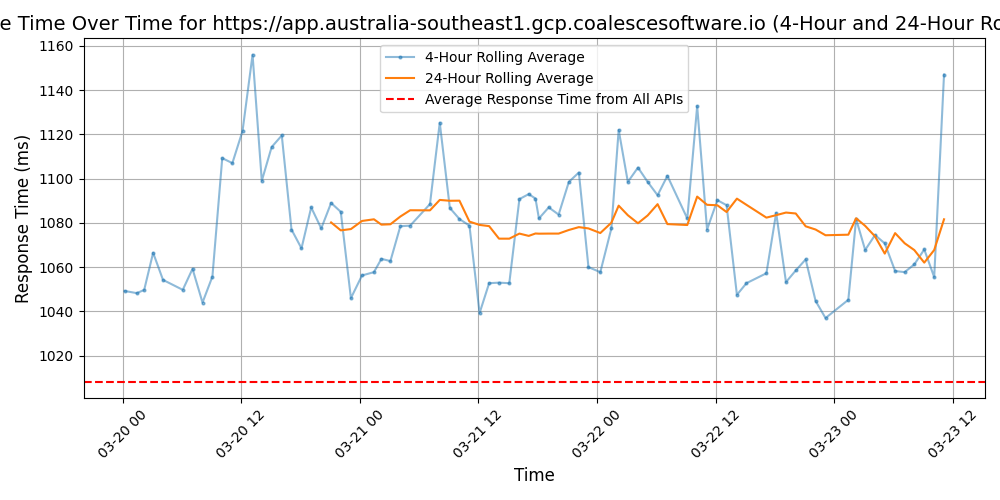 e Time Over Time for https://app.australia-southeast1.gcp.coalescesoftware.io (4-Hour and 24-Hour Ro
4-Hour Rolling Average
24-Hour Rolling Average
Average Response Time from All APIs
Response Time (ms)
1160
1140
1120
1100
1080
1060
1040
1020
03-20 00
03-20 12
03-21 00
03-21 12
03-22 00
03-22 12
03-23 00
03-23 12
Time